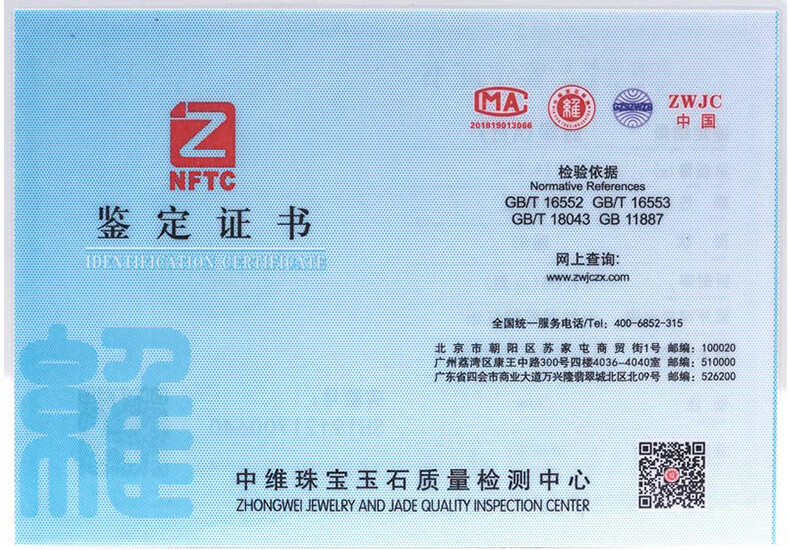 NFTC
鉴定证书
IDENTIFICATION CERTIFICATE
MA
201819013066
維
GZSZWZB
ZWJC
中国
检验依据
Normative References
GB/T 16552 GB/T 16553
GB/T 18043 GB 11887
网上查询:
www.zwjczx.com
全国统一服务电话/Tel: 400-6852-315
北京市朝阳区苏家屯商贸街1号 邮编: 100020
广州荔湾区康王中路300号四楼4036-4040室 邮编: 510000
广东省四会市商业大道万兴隆翡翠城北区北09号 邮编: 526200
維
中维珠宝玉石质量检测中心
ZHONGWEI JEWELRY AND JADE QUALITY INSPECTION CENTER